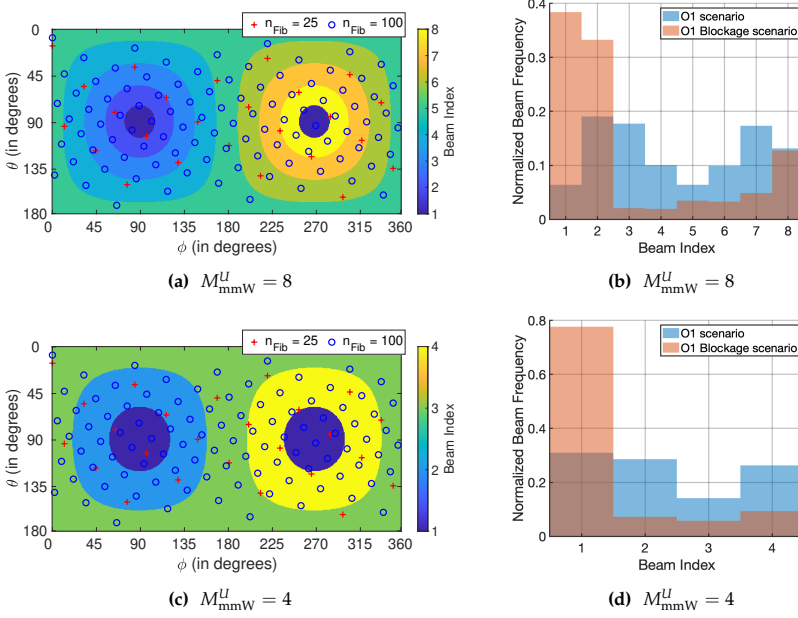 n_Fib = 25 n_Fib = 100
0
45
90
135
180
θ (in degrees)
0 45 90 135 180 225 270 315 360
ϕ (in degrees)
8
7
6
5
4
3
2
1
Beam Index
(a) M^U_mmW = 8
O1 scenario
O1 Blockage scenario
0.4
0.3
0.2
0.1
0
Normalized Beam Frequency
1 2 3 4 5 6 7 8
Beam Index
(b) M^U_mmW = 8
n_Fib = 25 n_Fib = 100
0
45
90
135
180
θ (in degrees)
0 45 90 135 180 225 270 315 360
ϕ (in degrees)
4
3
2
1
Beam Index
(c) M^U_mmW = 4
O1 scenario
O1 Blockage scenario
0.8
0.6
0.4
0.2
0
Normalized Beam Frequency
1 2 3 4
Beam Index
(d) M^U_mmW = 4